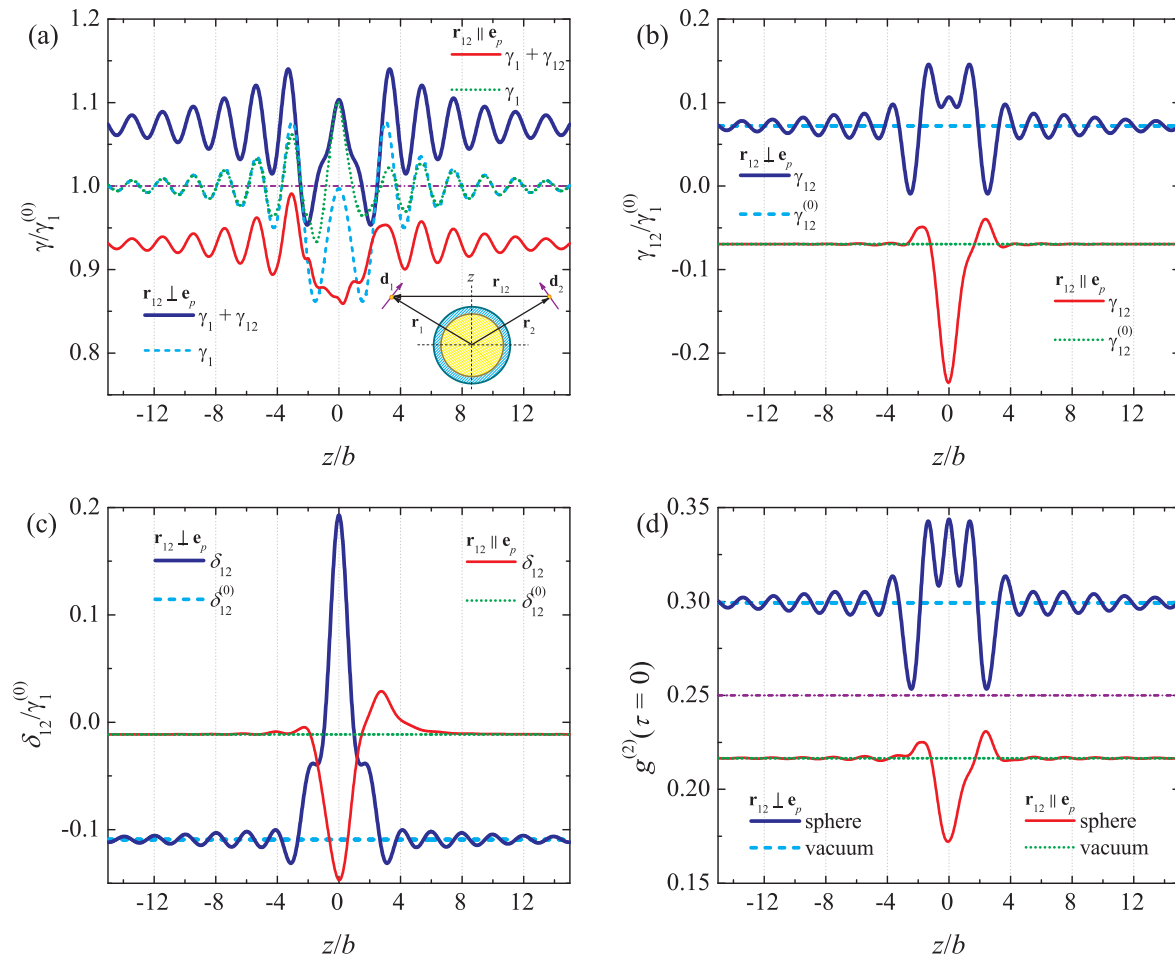 (a)
γ/γ₁⁽⁰⁾
1.1
1.0
0.9
0.8
r₁₂ ∥ eₚ
γ₁ + γ₁₂
γ₁
r₁₂ ⊥ eₚ
γ₁ + γ₁₂
γ₁
z
d₁
r₁₂
d₂
r₁
r₂
-12 -8 -4 0 4 8 12
z/b
(b)
γ₁₂/γ₁⁽⁰⁾
0.2
0.1
0.0
-0.1
-0.2
r₁₂ ⊥ eₚ
γ₁₂
γ₁₂⁽⁰⁾
r₁₂ ∥ eₚ
γ₁₂
γ₁₂⁽⁰⁾
-12 -8 -4 0 4 8 12
z/b
(c)
δ₁₂/γ₁⁽⁰⁾
0.2
0.1
0.0
-0.1
r₁₂ ⊥ eₚ
δ₁₂
δ₁₂⁽⁰⁾
r₁₂ ∥ eₚ
δ₁₂
δ₁₂⁽⁰⁾
-12 -8 -4 0 4 8 12
z/b
(d)
g⁽²⁾(τ = 0)
0.35
0.30
0.25
0.20
0.15
r₁₂ ⊥ eₚ
sphere
vacuum
r₁₂ ∥ eₚ
sphere
vacuum
-12 -8 -4 0 4 8 12
z/b